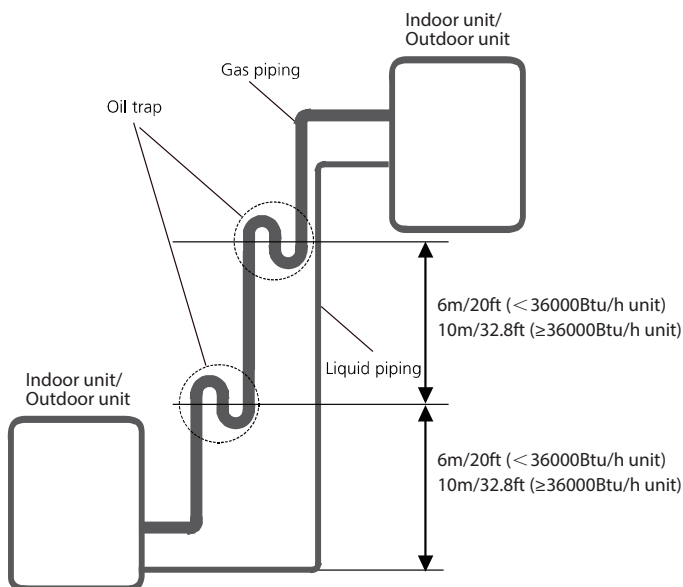 Indoor unit/
Outdoor unit
Gas piping
Oil trap
6m/20ft (＜36000Btu/h unit)
10m/32.8ft (≥36000Btu/h unit)
Liquid piping
Indoor unit/
Outdoor unit
6m/20ft (＜36000Btu/h unit)
10m/32.8ft (≥36000Btu/h unit)